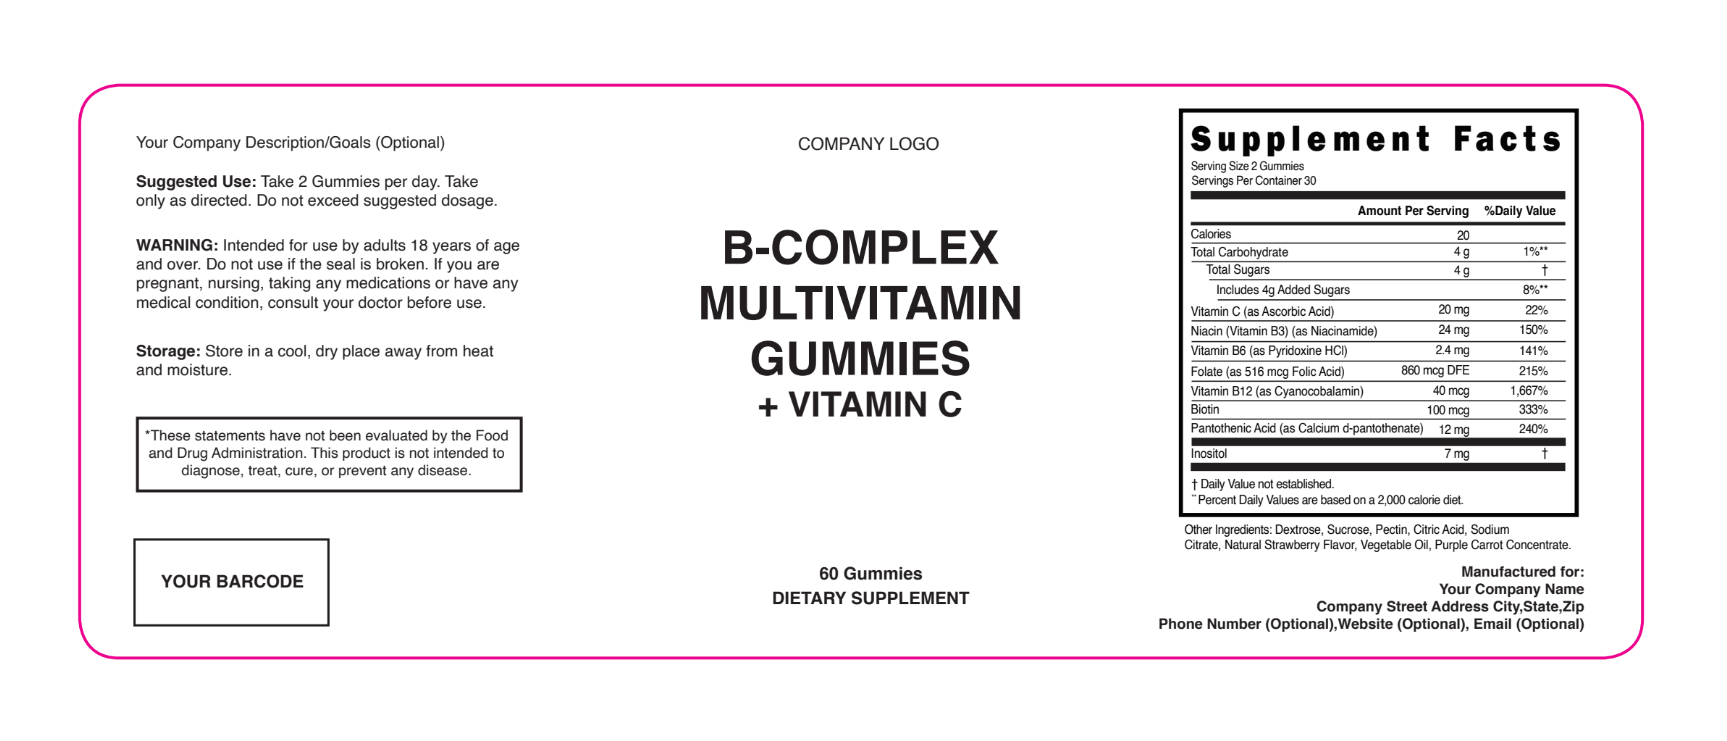 Your Company Description/Goals (Optional)
Suggested Use: Take 2 Gummies per day. Take
only as directed. Do not exceed suggested dosage.
WARNING: Intended for use by adults 18 years of age
and over. Do not use if the seal is broken. If you are
pregnant, nursing, taking any medications or have any
medical condition, consult your doctor before use.
Storage: Store in a cool, dry place away from heat
and moisture.
*These statements have not been evaluated by the Food
and Drug Administration. This product is not intended to
diagnose, treat, cure, or prevent any disease.
YOUR BARCODE
COMPANY LOGO
B-COMPLEX
MULTIVITAMIN
GUMMIES
+ VITAMIN C
60 Gummies
DIETARY SUPPLEMENT
Supplement Facts
Serving Size 2 Gummies
Servings Per Container 30
Amount Per Serving %Daily Value
Calories 20
Total Carbohydrate 4 g 1%**
Total Sugars 4 g †
Includes 4g Added Sugars 8%**
Vitamin C (as Ascorbic Acid) 20 mg 22%
Niacin (Vitamin B3) (as Niacinamide) 24 mg 150%
Vitamin B6 (as Pyridoxine HCl) 2.4 mg 141%
Folate (as 516 mcg Folic Acid) 860 mcg DFE 215%
Vitamin B12 (as Cyanocobalamin) 40 mcg 1,667%
Biotin 100 mcg 333%
Pantothenic Acid (as Calcium d-pantothenate) 12 mg 240%
Inositol 7 mg †
† Daily Value not established.
**Percent Daily Values are based on a 2,000 calorie diet.
Other Ingredients: Dextrose, Sucrose, Pectin, Citric Acid, Sodium
Citrate, Natural Strawberry Flavor, Vegetable Oil, Purple Carrot Concentrate.
Manufactured for:
Your Company Name
Company Street Address City,State,Zip
Phone Number (Optional),Website (Optional), Email (Optional)